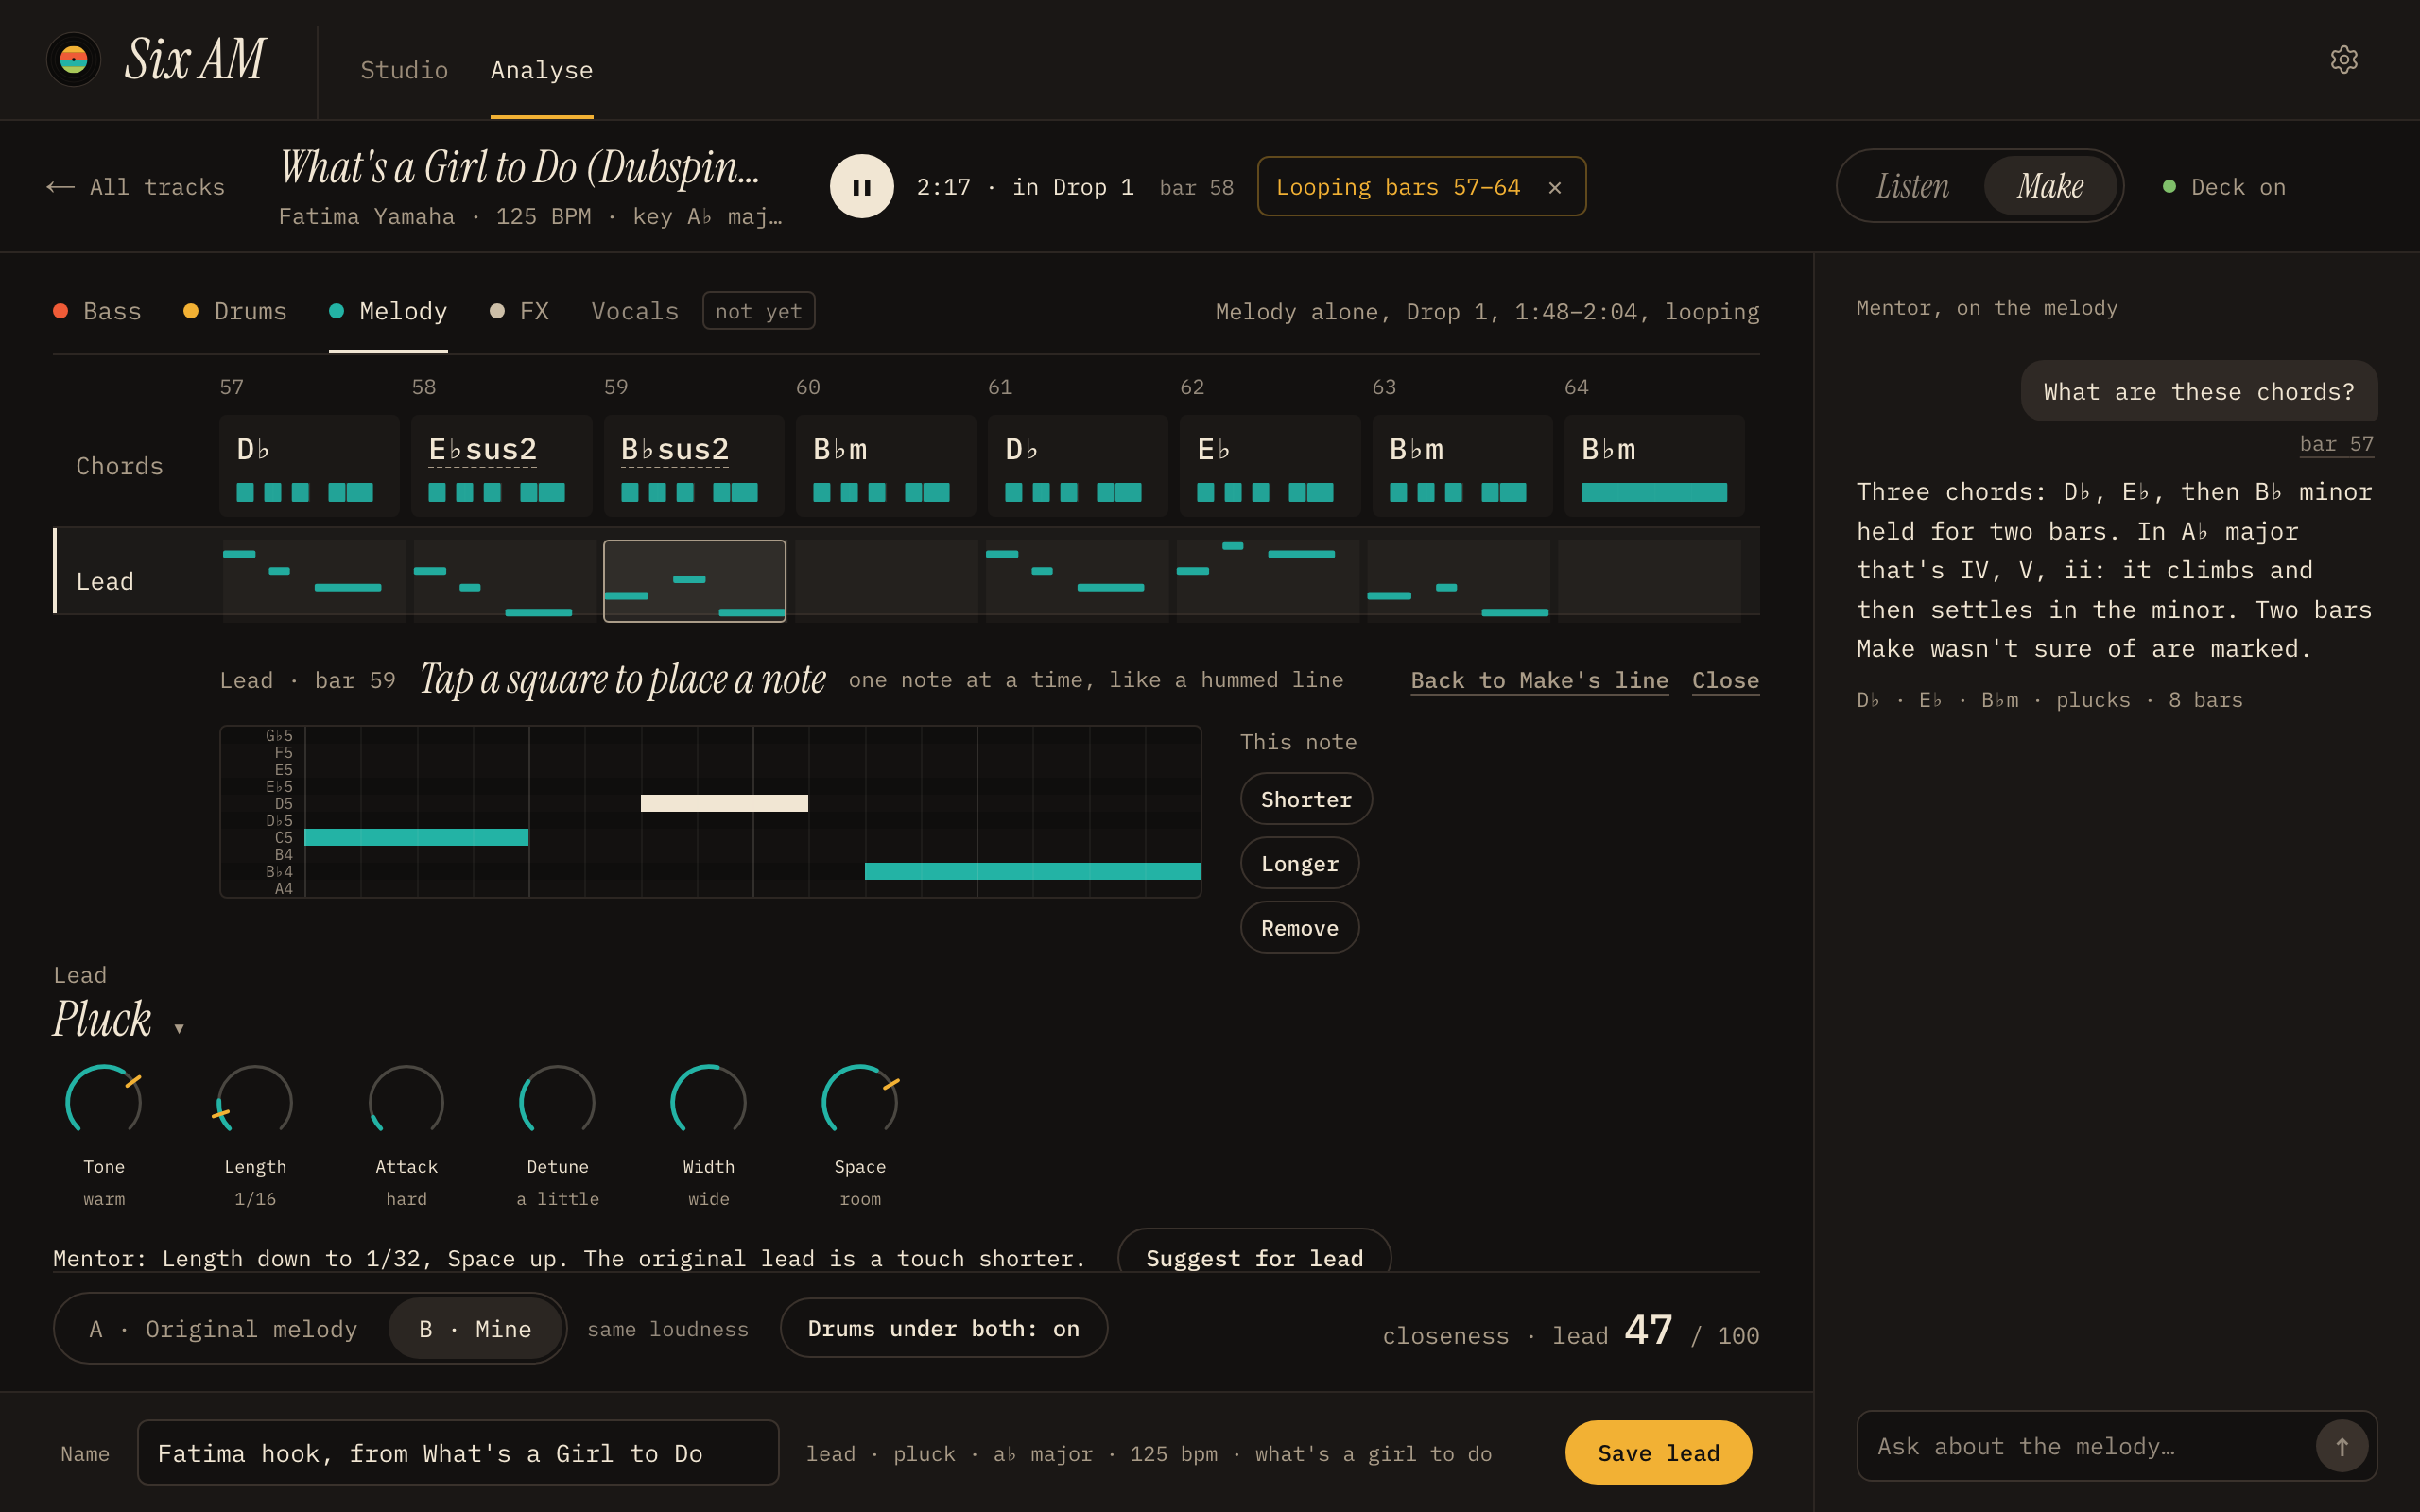 Six AM
Studio
Analyse
← All tracks
What's a Girl to Do (Dubspin…
Fatima Yamaha · 125 BPM · key A♭ maj…
2:17 · in Drop 1 bar 58
Looping bars 57–64 ×
Listen
Make
Deck on
Bass
Drums
Melody
FX
Vocals
not yet
Melody alone, Drop 1, 1:48–2:04, looping
57 58 59 60 61 62 63 64
Chords
D♭ E♭sus2 B♭sus2 B♭m D♭ E♭ B♭m B♭m
Lead
Lead · bar 59
Tap a square to place a note
one note at a time, like a hummed line
Back to Make's line
Close
G♭5
F5
E5
E♭5
D5
D♭5
C5
B4
B♭4
A4
This note
Shorter
Longer
Remove
Lead
Pluck ▾
Tone
warm
Length
1/16
Attack
hard
Detune
a little
Width
wide
Space
room
Mentor: Length down to 1/32, Space up. The original lead is a touch shorter.
Suggest for lead
A · Original melody
B · Mine
same loudness
Drums under both: on
closeness · lead 47 / 100
Name
Fatima hook, from What's a Girl to Do
lead · pluck · a♭ major · 125 bpm · what's a girl to do
Save lead
Mentor, on the melody
What are these chords?
bar 57
Three chords: D♭, E♭, then B♭ minor
held for two bars. In A♭ major
that's IV, V, ii: it climbs and
then settles in the minor. Two bars
Make wasn't sure of are marked.
D♭ · E♭ · B♭m · plucks · 8 bars
Ask about the melody…
↑